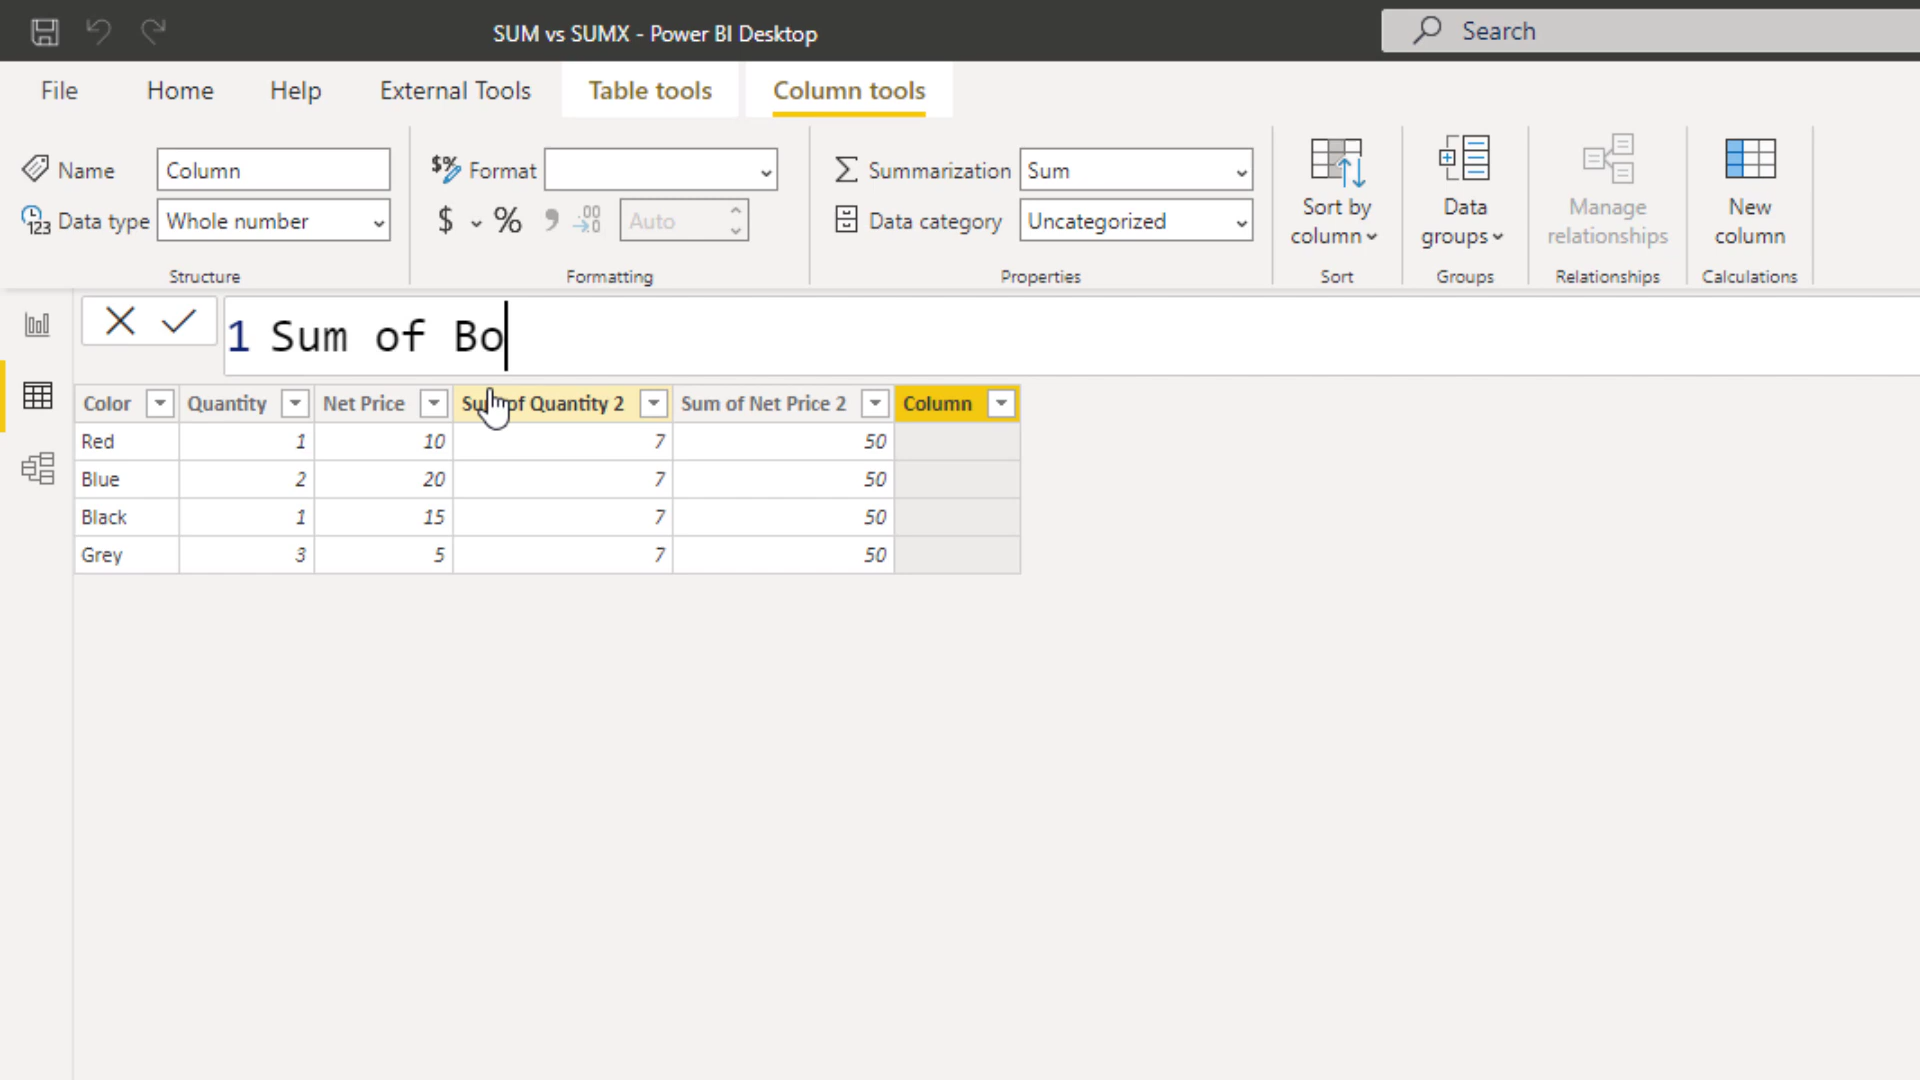 SUM vs SUMX - Power BI Desktop
Search
File Home Help External Tools Table tools Column tools
Name Column $% Format Summarization Sum
123 Data type Whole number $ % 9 .00 Auto Data category Uncategorized
Sort by column
Data groups
Manage relationships
New column
Structure Formatting Properties Sort Groups Relationships Calculations
1 Sum of Bo
Color Quantity Net Price Sum of Quantity 2 Sum of Net Price 2 Column
Red 1 10 7 50
Blue 2 20 7 50
Black 1 15 7 50
Grey 3 5 7 50